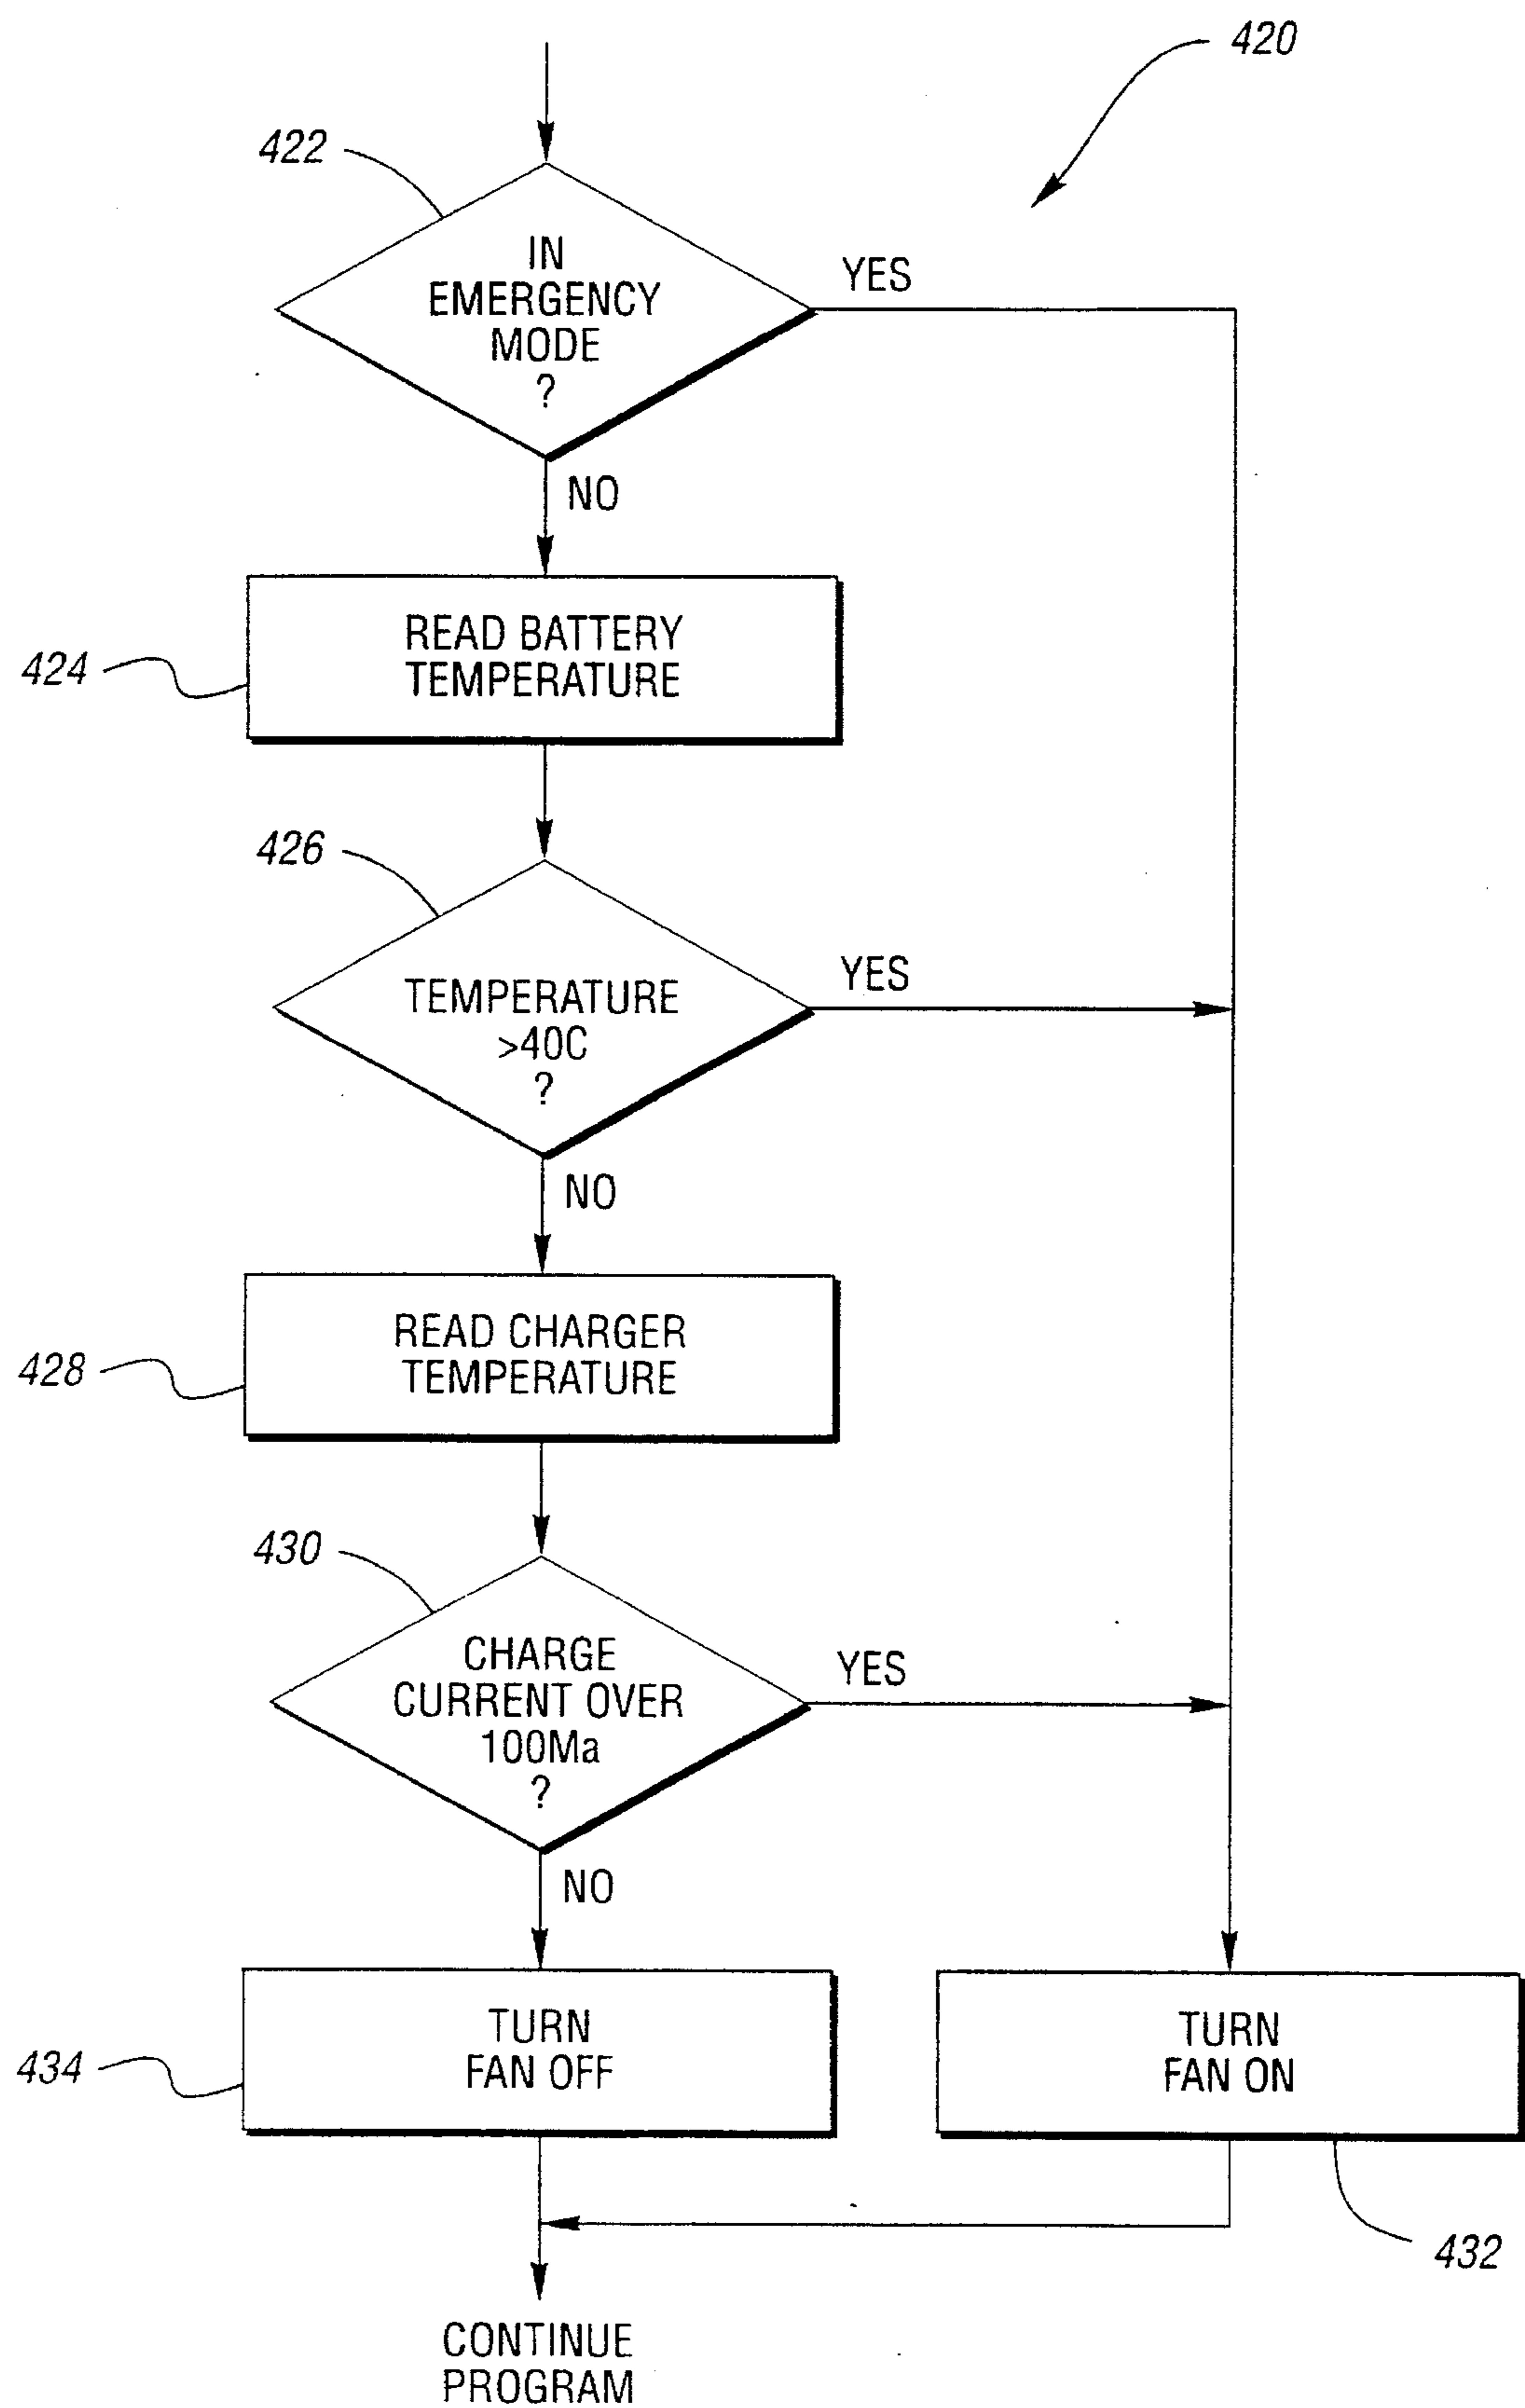 420
422
IN
EMERGENCY
MODE
?
YES
NO
424
READ BATTERY
TEMPERATURE
426
TEMPERATURE
>40C
?
YES
NO
428
READ CHARGER
TEMPERATURE
430
CHARGE
CURRENT OVER
100Ma
?
YES
NO
434
TURN
FAN OFF
TURN
FAN ON
432
CONTINUE
PROGRAM